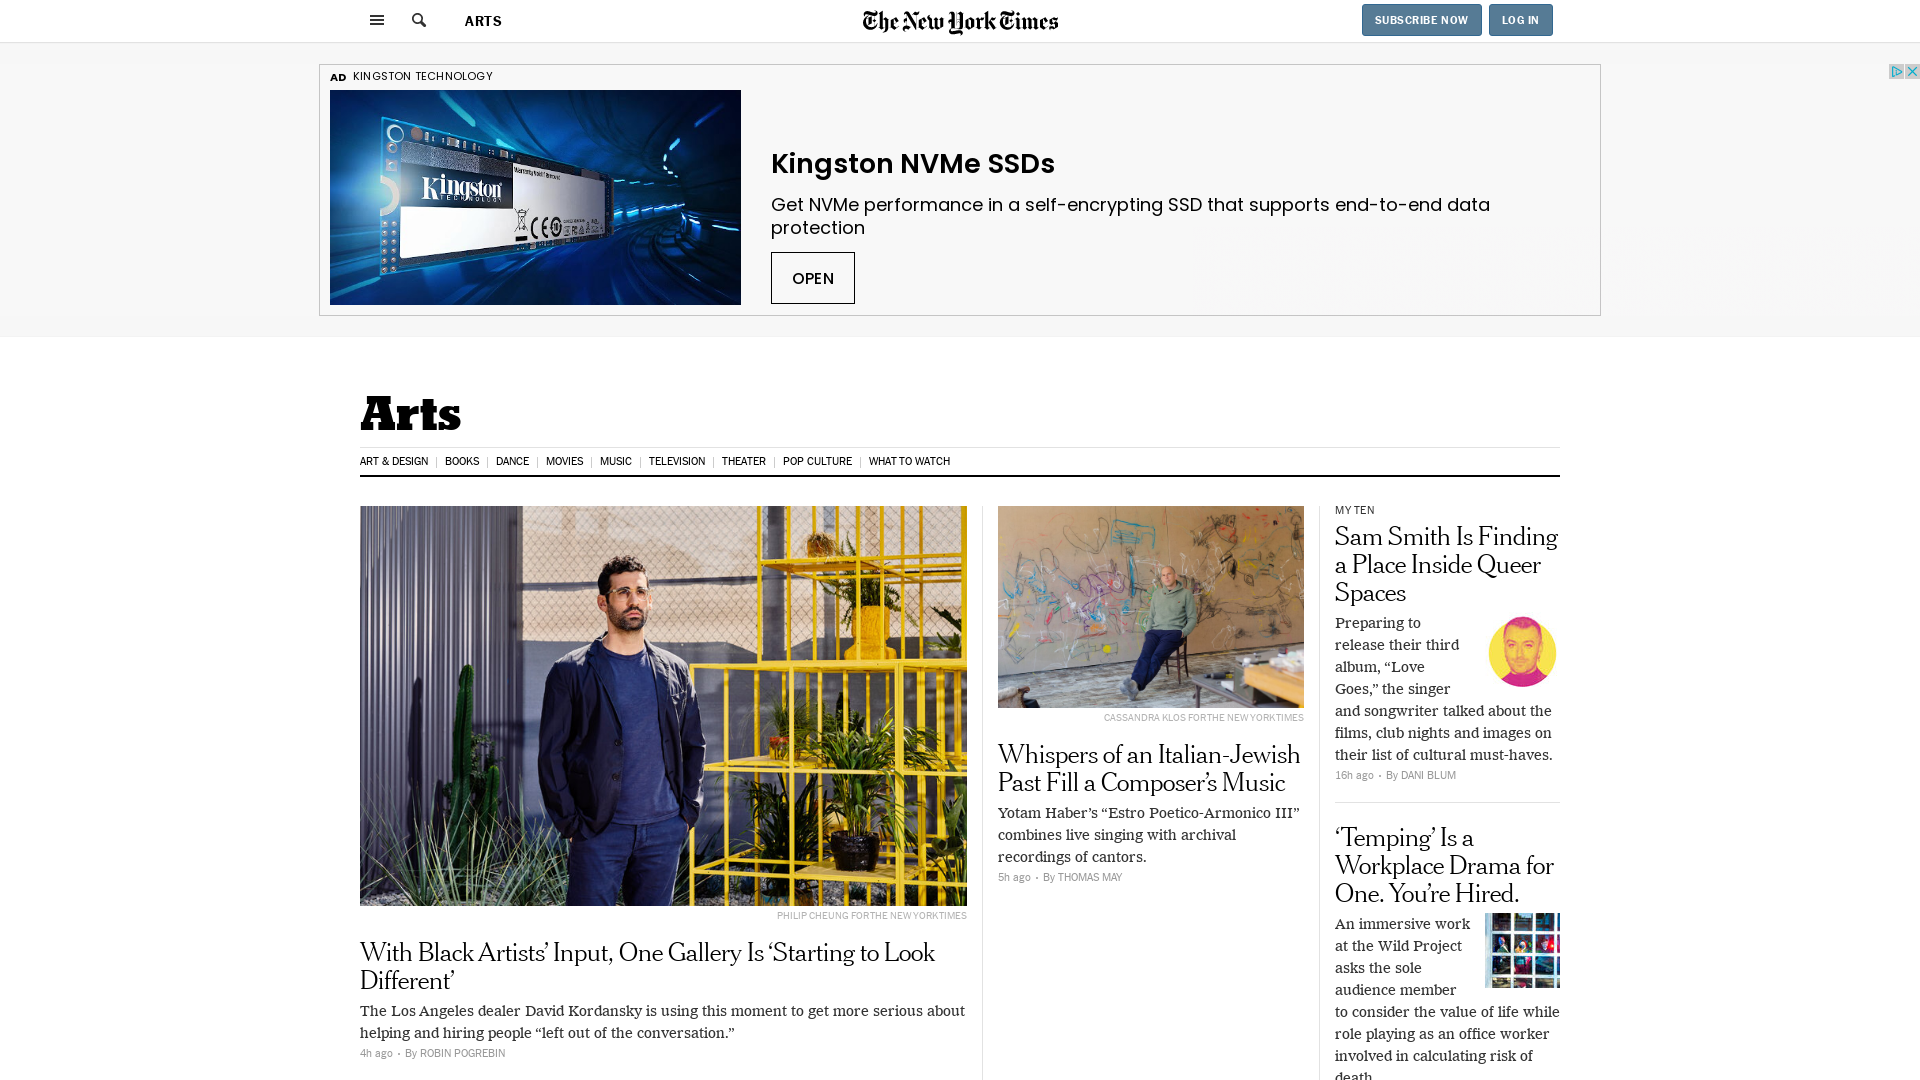 ARTS
The New York Times
SUBSCRIBE NOW
LOG IN
AD KINGSTON TECHNOLOGY
Kingston
TECHNOLOGY
Kingston NVMe SSDs
Get NVMe performance in a self-encrypting SSD that supports end-to-end data
protection
OPEN
Arts
ART & DESIGN
BOOKS
DANCE
MOVIES
MUSIC
TELEVISION
THEATER
POP CULTURE
WHAT TO WATCH
PHILIP CHEUNG FOR THE NEW YORK TIMES
With Black Artists’ Input, One Gallery Is ‘Starting to Look
Different’
The Los Angeles dealer David Kordansky is using this moment to get more serious about
helping and hiring people “left out of the conversation.”
4h ago • By ROBIN POGREBIN
CASSANDRA KLOS FOR THE NEW YORK TIMES
Whispers of an Italian-Jewish
Past Fill a Composer’s Music
Yotam Haber’s “Estro Poetico-Armonico III”
combines live singing with archival
recordings of cantors.
5h ago • By THOMAS MAY
MY TEN
Sam Smith Is Finding
a Place Inside Queer
Spaces
Preparing to
release their third
album, “Love
Goes,” the singer
and songwriter talked about the
films, club nights and images on
their list of cultural must-haves.
16h ago • By DANI BLUM
‘Temping’ Is a
Workplace Drama for
One. You’re Hired.
An immersive work
at the Wild Project
asks the sole
audience member
to consider the value of life while
role playing as an office worker
involved in calculating risk of
death.